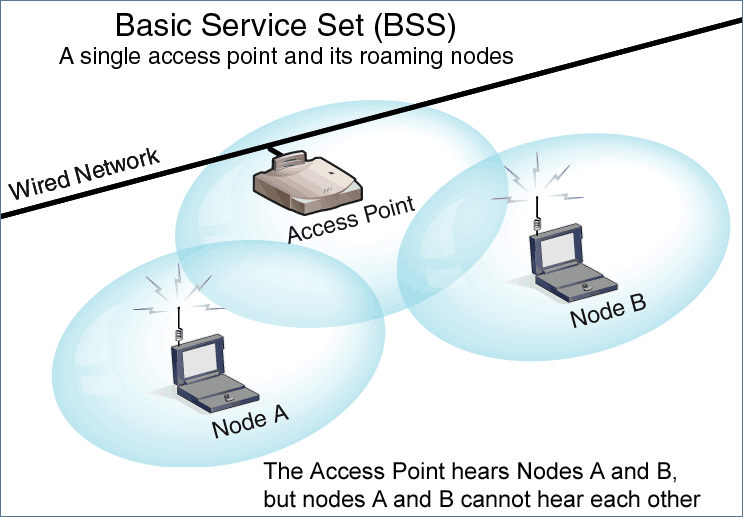 Basic Service Set (BSS)
A single access point and its roaming nodes
Wired Network
Access Point
Node B
Node A
The Access Point hears Nodes A and B,
but nodes A and B cannot hear each other